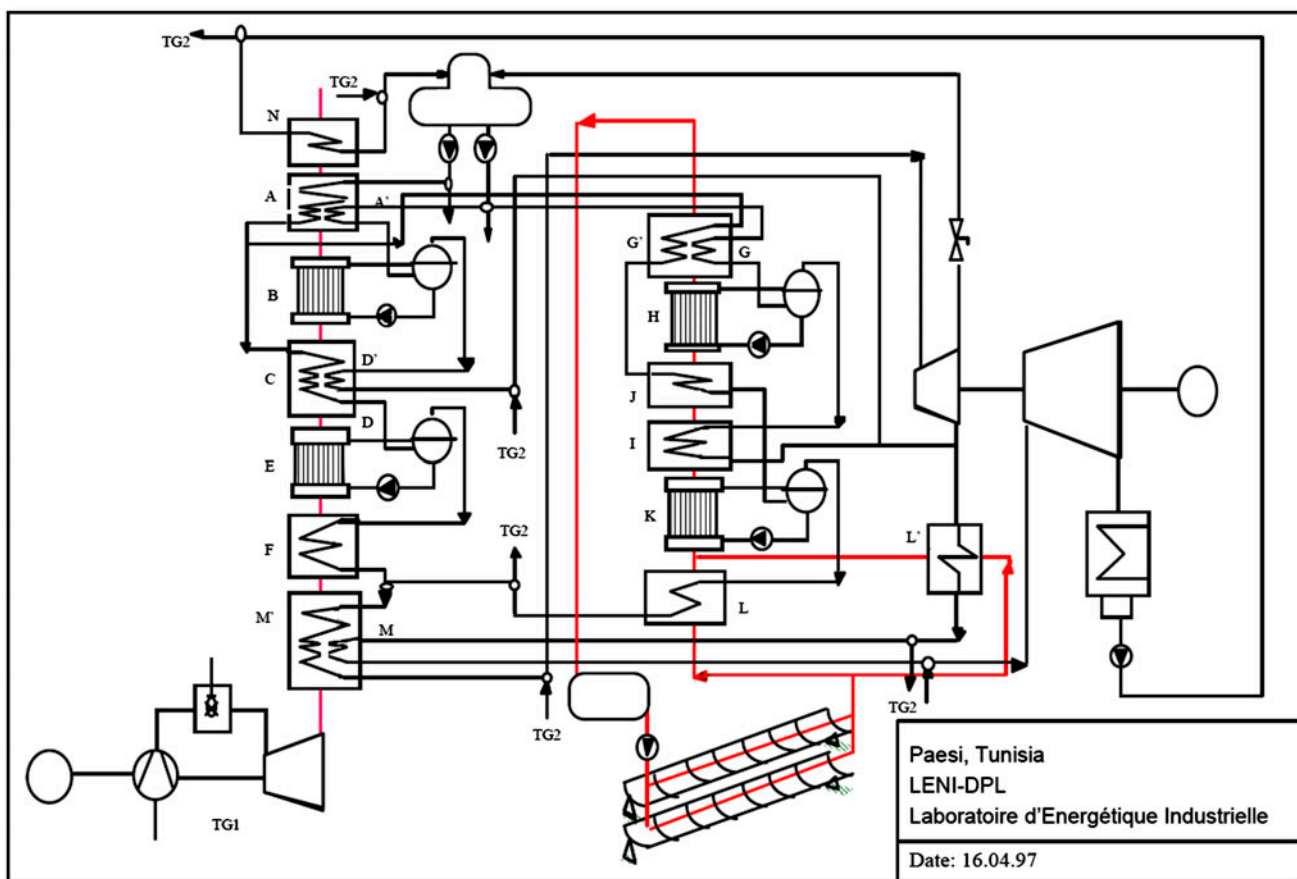 TG2
TG2
N
A
A'
G'
G
B
H
D'
C
J
D
I
E
TG2
K
TG2
L'
F
L
M'
M
TG2
TG2
TG1
Paesi, Tunisia
LENI-DPL
Laboratoire d'Energétique Industrielle
Date: 16.04.97